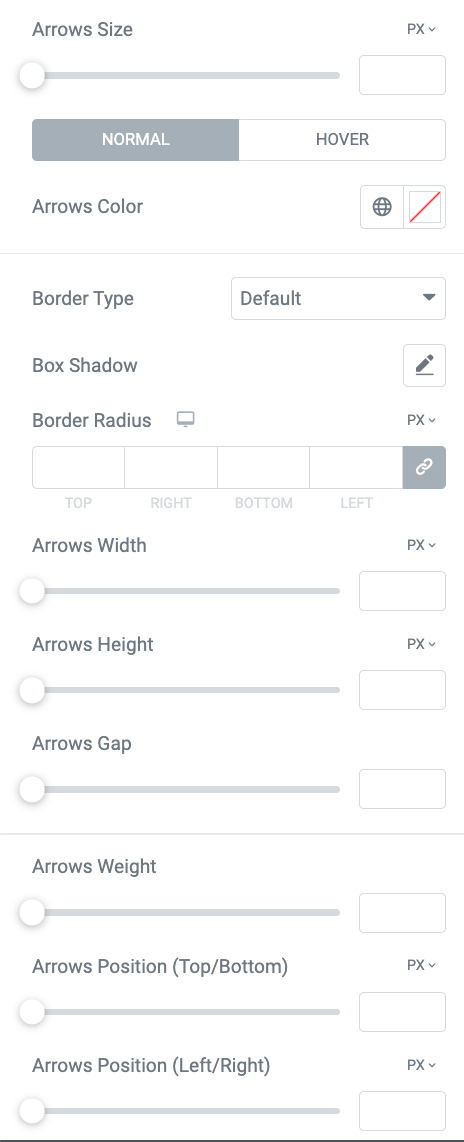 Arrows Size PX
NORMAL HOVER
Arrows Color
Border Type Default
Box Shadow
Border Radius PX
TOP RIGHT BOTTOM LEFT
Arrows Width PX
Arrows Height PX
Arrows Gap
Arrows Weight
Arrows Position (Top/Bottom) PX
Arrows Position (Left/Right) PX